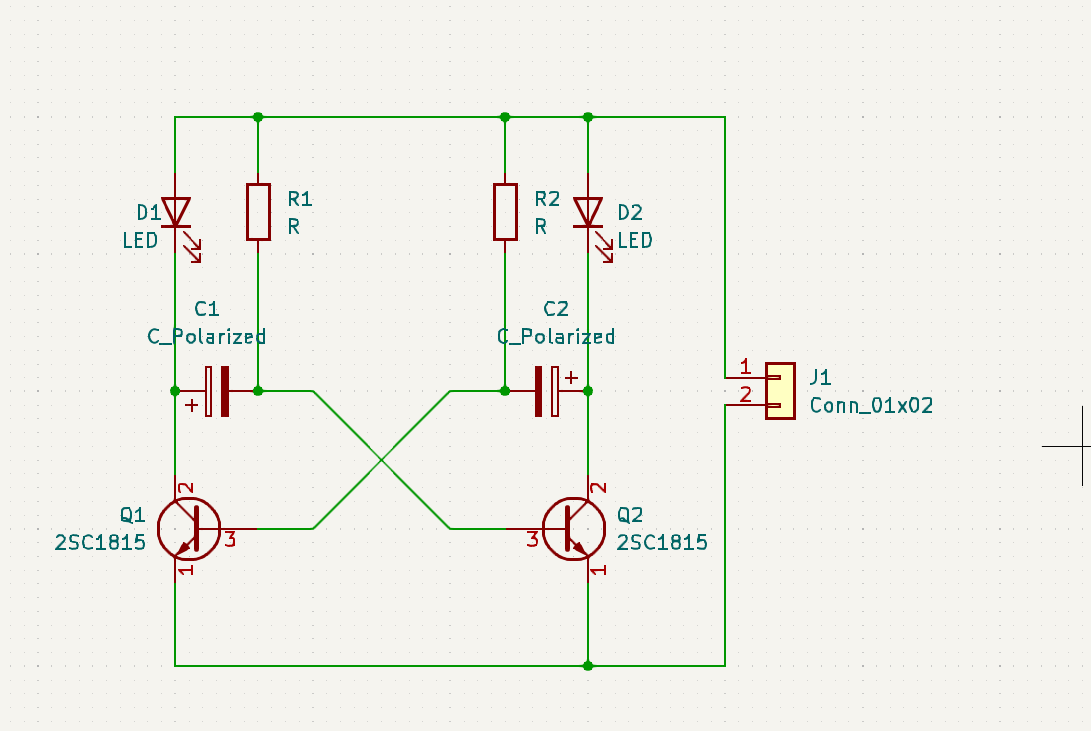 D1
LED
R1
R
R2
R
D2
LED
C1
C_Polarized
+
C2
C_Polarized
+
1
2
J1
Conn_01x02
Q1
2SC1815
2
3
1
Q2
2SC1815
2
3
1